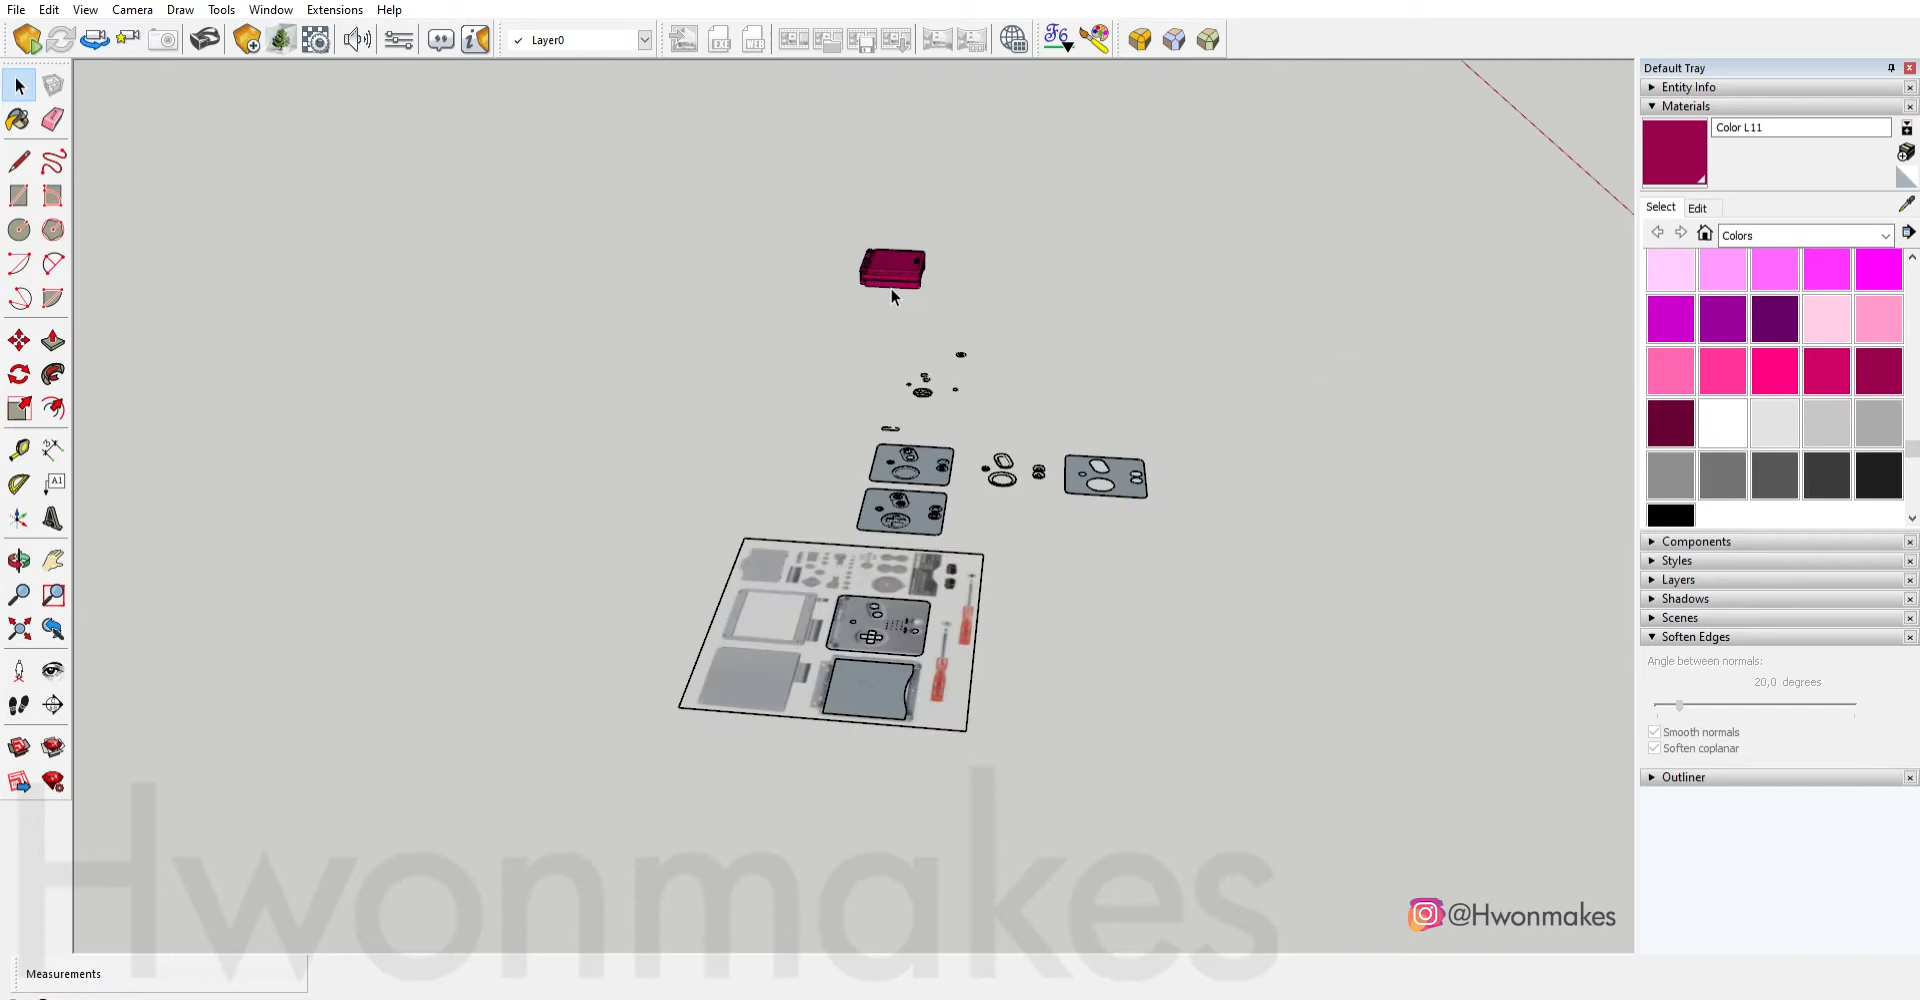 File Edit View Camera Draw Tools Window Extensions Help
✓ Layer0
Default Tray
Entity Info
Materials
Color L11
Select Edit
Colors
A1
Components
Styles
Layers
Shadows
Scenes
Soften Edges
Angle between normals:
20,0 degrees
Smooth normals
Soften coplanar
Outliner
Hwonmakes
@Hwonmakes
Measurements